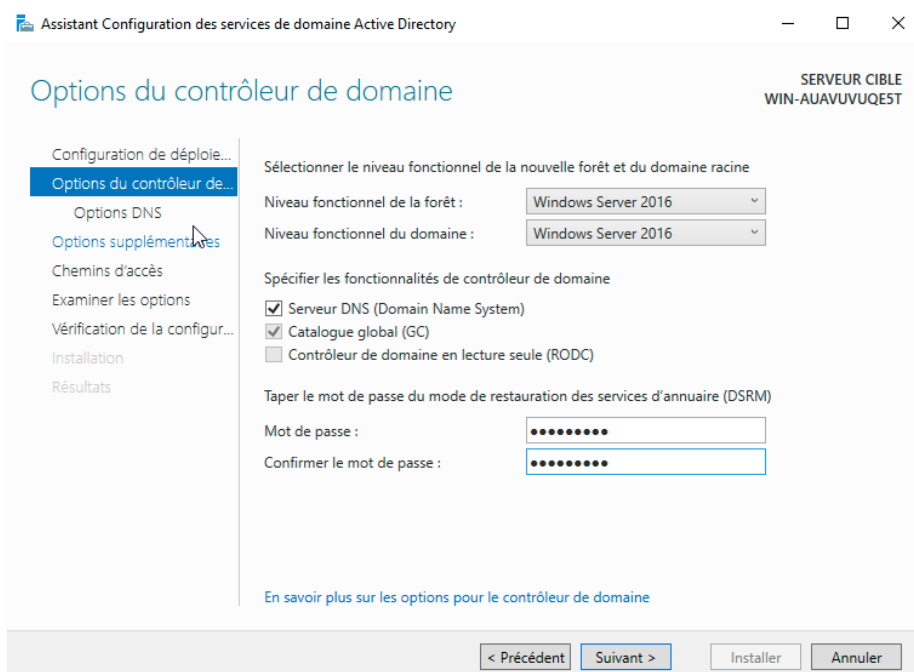 Assistant Configuration des services de domaine Active Directory
Options du contrôleur de domaine
SERVEUR CIBLE
WIN-AUAVUVUQE5T
Configuration de déploie...
Options du contrôleur de...
Options DNS
Options supplémentaires
Chemins d'accès
Examiner les options
Vérification de la configur...
Installation
Résultats
Sélectionner le niveau fonctionnel de la nouvelle forêt et du domaine racine
Niveau fonctionnel de la forêt : Windows Server 2016
Niveau fonctionnel du domaine : Windows Server 2016
Spécifier les fonctionnalités de contrôleur de domaine
Serveur DNS (Domain Name System)
Catalogue global (GC)
Contrôleur de domaine en lecture seule (RODC)
Taper le mot de passe du mode de restauration des services d'annuaire (DSRM)
Mot de passe : •••••••••
Confirmer le mot de passe : •••••••••
En savoir plus sur les options pour le contrôleur de domaine
< Précédent Suivant > Installer Annuler